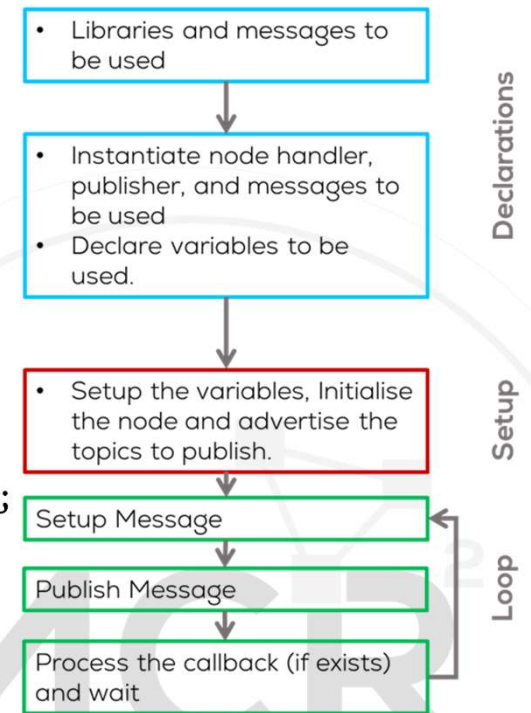 • Libraries and messages to
be used
• Instantiate node handler,
publisher, and messages to
be used
• Declare variables to be
used.
Declarations
• Setup the variables, Initialise
the node and advertise the
topics to publish.
Setup
;
Setup Message
Publish Message
Process the callback (if exists)
and wait
Loop
MCR
2